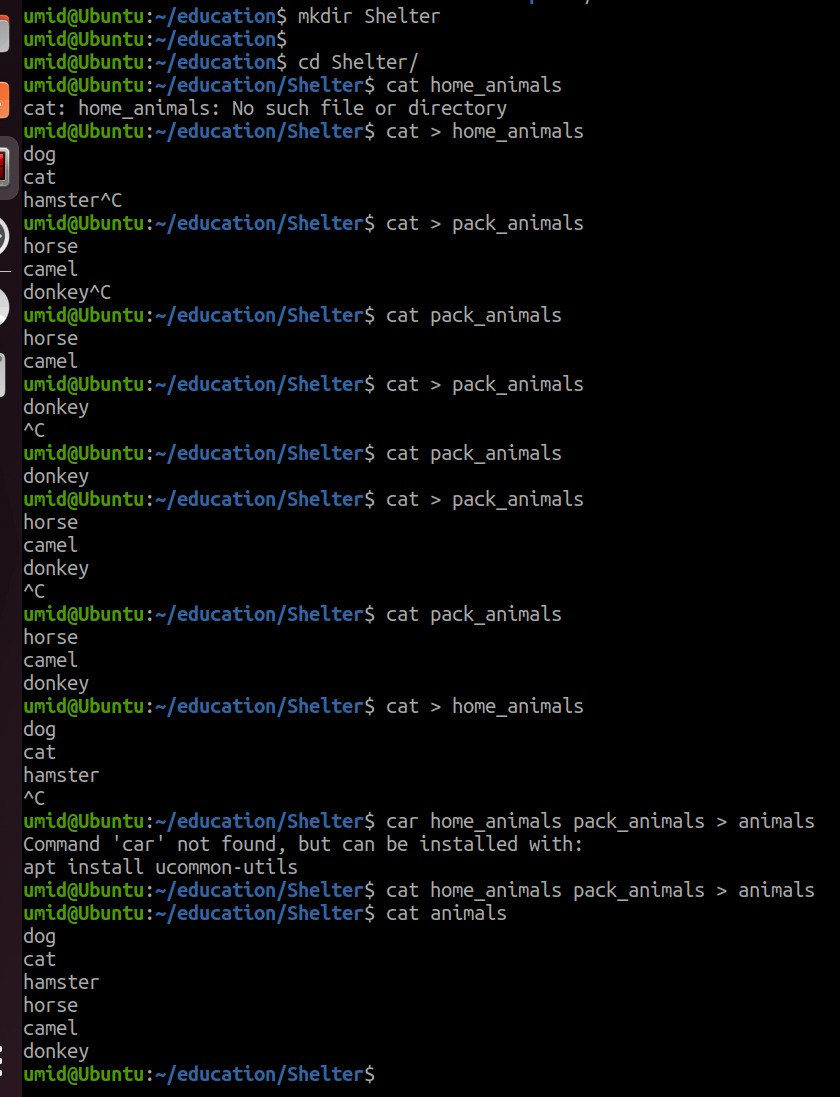 umid@Ubuntu:~/education$ mkdir Shelter
umid@Ubuntu:~/education$
umid@Ubuntu:~/education$ cd Shelter/
umid@Ubuntu:~/education/Shelter$ cat home_animals
cat: home_animals: No such file or directory
umid@Ubuntu:~/education/Shelter$ cat > home_animals
dog
cat
hamster^C
umid@Ubuntu:~/education/Shelter$ cat > pack_animals
horse
camel
donkey^C
umid@Ubuntu:~/education/Shelter$ cat pack_animals
horse
camel
umid@Ubuntu:~/education/Shelter$ cat > pack_animals
donkey
^C
umid@Ubuntu:~/education/Shelter$ cat pack_animals
donkey
umid@Ubuntu:~/education/Shelter$ cat > pack_animals
horse
camel
donkey
^C
umid@Ubuntu:~/education/Shelter$ cat pack_animals
horse
camel
donkey
umid@Ubuntu:~/education/Shelter$ cat > home_animals
dog
cat
hamster
^C
umid@Ubuntu:~/education/Shelter$ car home_animals pack_animals > animals
Command 'car' not found, but can be installed with:
apt install ucommon-utils
umid@Ubuntu:~/education/Shelter$ cat home_animals pack_animals > animals
umid@Ubuntu:~/education/Shelter$ cat animals
dog
cat
hamster
horse
camel
donkey
umid@Ubuntu:~/education/Shelter$